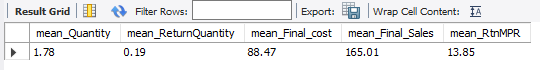 Result Grid Filter Rows: Export: Wrap Cell Content:
mean_Quantity mean_ReturnQuantity mean_Final_cost mean_Final_Sales mean_RtnMPR
1.78 0.19 88.47 165.01 13.85